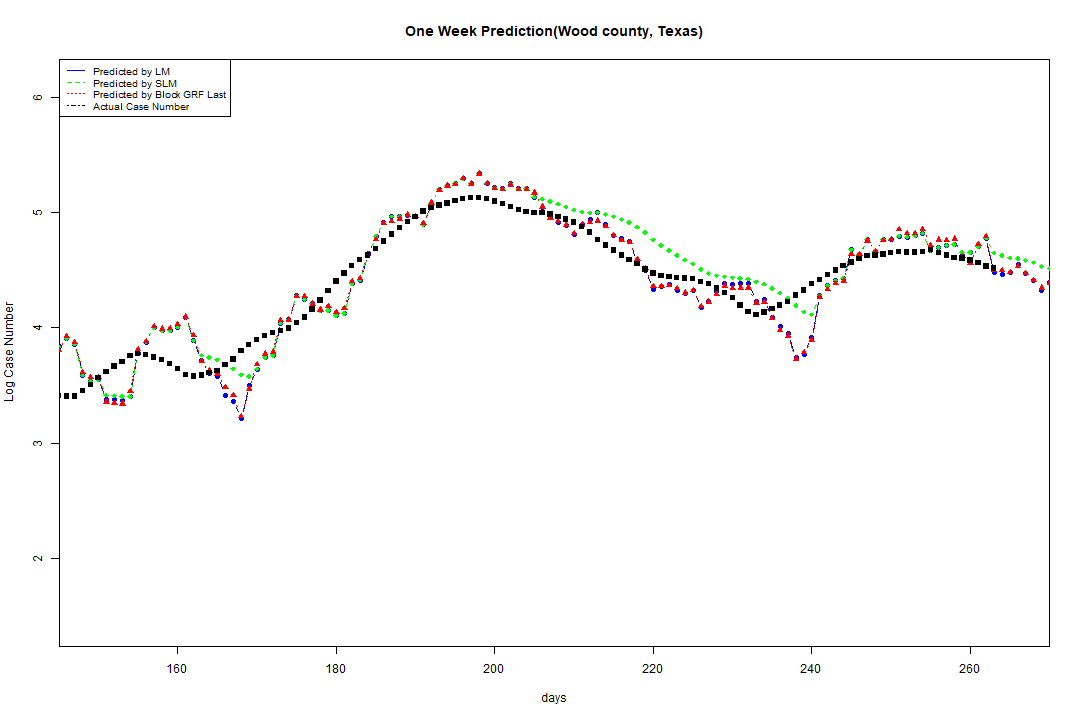 One Week Prediction(Wood county, Texas)
Predicted by LM
Predicted by SLM
Predicted by Block GRF Last
Actual Case Number
6
5
4
3
2
Log Case Number
160 180 200 220 240 260
days